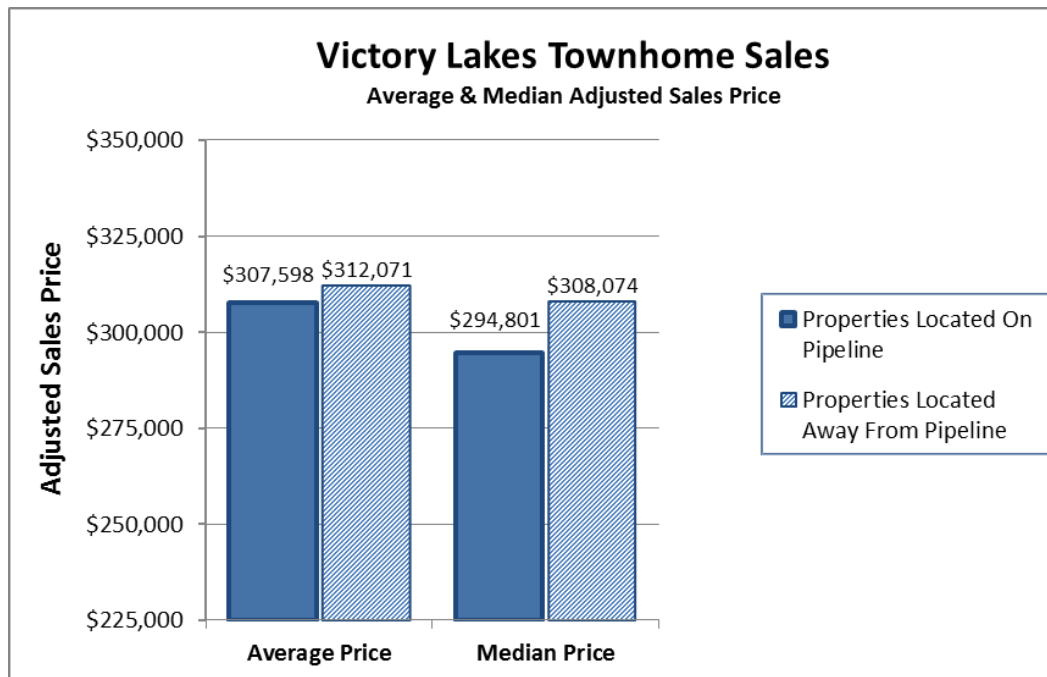 Victory Lakes Townhome Sales
Average & Median Adjusted Sales Price
Adjusted Sales Price
$350,000
$325,000
$300,000
$275,000
$250,000
$225,000
$307,598
$312,071
$294,801
$308,074
Average Price
Median Price
Properties Located On
Pipeline
Properties Located
Away From Pipeline